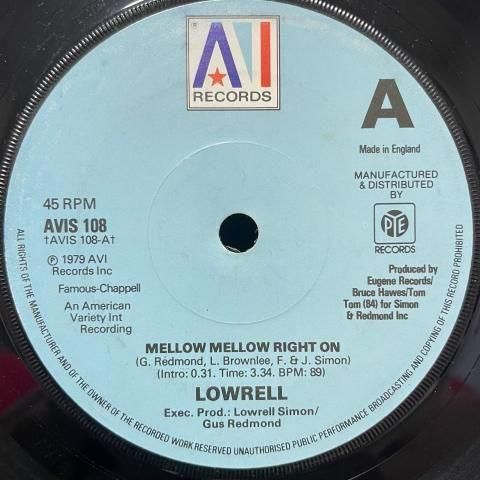 ®
AVI
RECORDS
A
Made in England
MANUFACTURED
& DISTRIBUTED
BY
PYE
RECORDS
45 RPM
AVIS 108
†AVIS 108-A†
Ⓟ 1979 AVI
Records Inc
Famous-Chappell
An American
Variety Int
Recording
Produced by
Eugene Records/
Bruce Hawes/Tom
Tom (84) for Simon
& Redmond Inc
MELLOW MELLOW RIGHT ON
(G. Redmond, L. Brownlee, F. & J. Simon)
(Intro: 0.31. Time: 3.34. BPM: 89)
LOWRELL
Exec. Prod.: Lowrell Simon/
Gus Redmond
ALL RIGHTS OF THE MANUFACTURER AND OF THE OWNER OF THE RECORDED WORK RESERVED UNAUTHORISED PUBLIC PERFORMANCE BROADCASTING AND COPYING OF THIS RECORD PROHIBITED